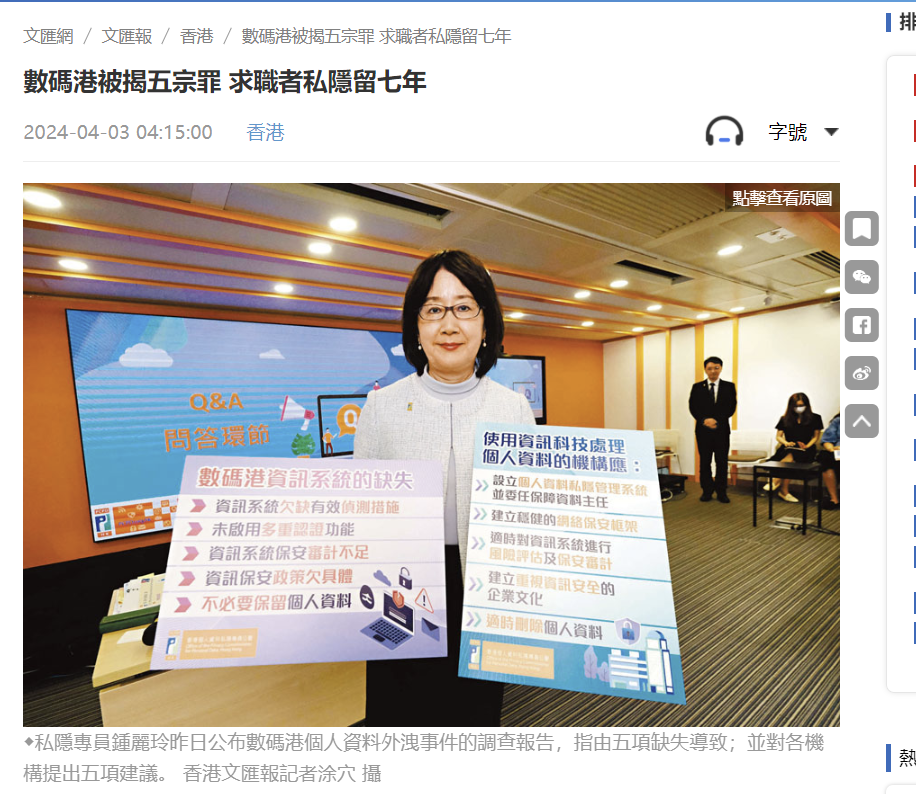 文匯網 / 文匯報 / 香港 / 數碼港被揭五宗罪 求職者私隱留七年
排
數碼港被揭五宗罪 求職者私隱留七年
2024-04-03 04:15:00 香港
字號
點擊查看原圖
Q&A
問答環節
數碼港資訊系統的缺失
資訊系統欠缺有效偵測措施
未啟用多重認證功能
資訊系統保安審計不足
資訊保安政策欠具體
不必要保留個人資料
使用資訊科技處理
個人資料的機構應：
設立個人資料私隱管理系統
並委任保障資料主任
建立穩健的網絡保安框架
適時對資訊系統進行
風險評估及保安審計
建立重視資訊安全的
企業文化
適時刪除個人資料
◆私隱專員鍾麗玲昨日公布數碼港個人資料外洩事件的調查報告，指由五項缺失導致；並對各機
構提出五項建議。 香港文匯報記者涂穴 攝
熱